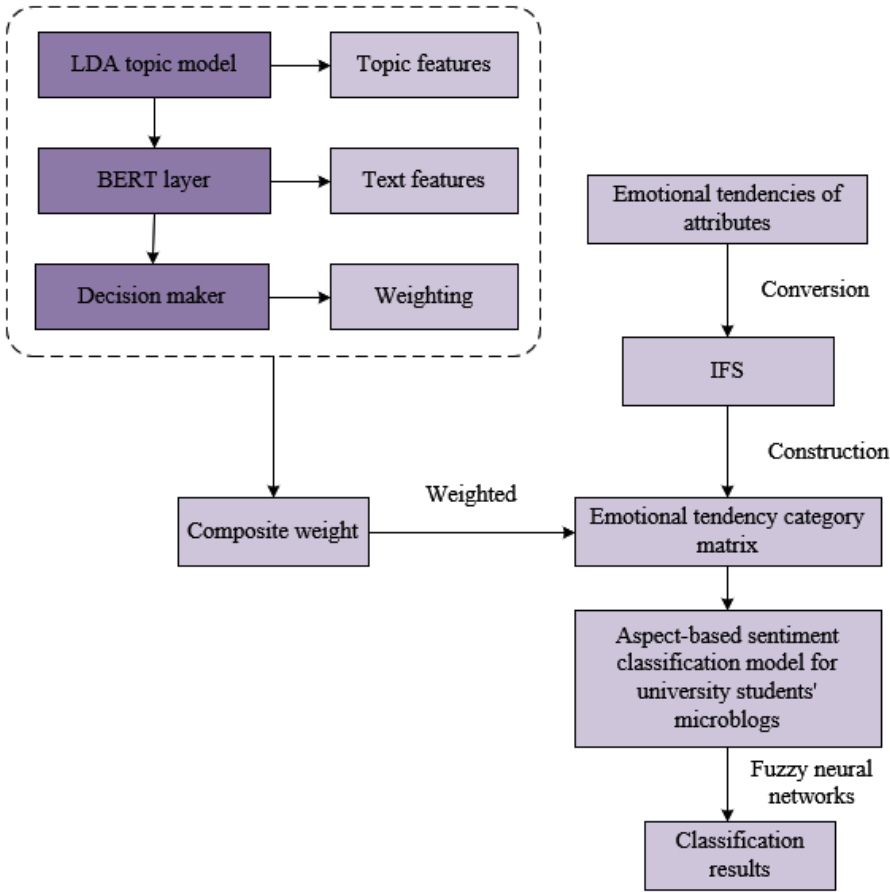 LDA topic model
Topic features
BERT layer
Text features
Decision maker
Weighting
Emotional tendencies of
attributes
Conversion
IFS
Construction
Composite weight
Weighted
Emotional tendency category
matrix
Aspect-based sentiment
classification model for
university students'
microblogs
Fuzzy neural
networks
Classification
results